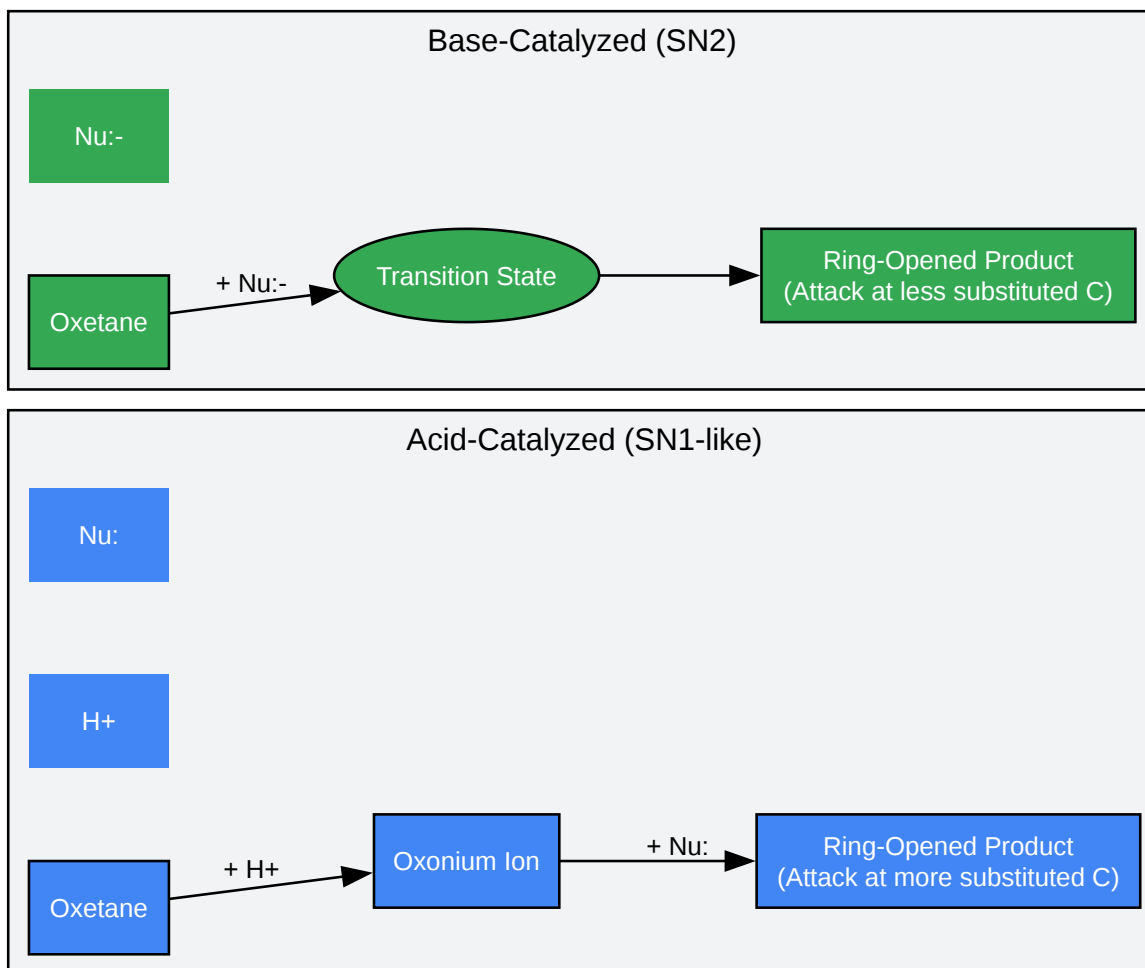 Base-Catalyzed (SN2)
Nu:-
Oxetane
+ Nu:-
Transition State
Ring-Opened Product
(Attack at less substituted C)
Acid-Catalyzed (SN1-like)
Nu:
H+
Oxetane
+ H+
Oxonium Ion
+ Nu:
Ring-Opened Product
(Attack at more substituted C)